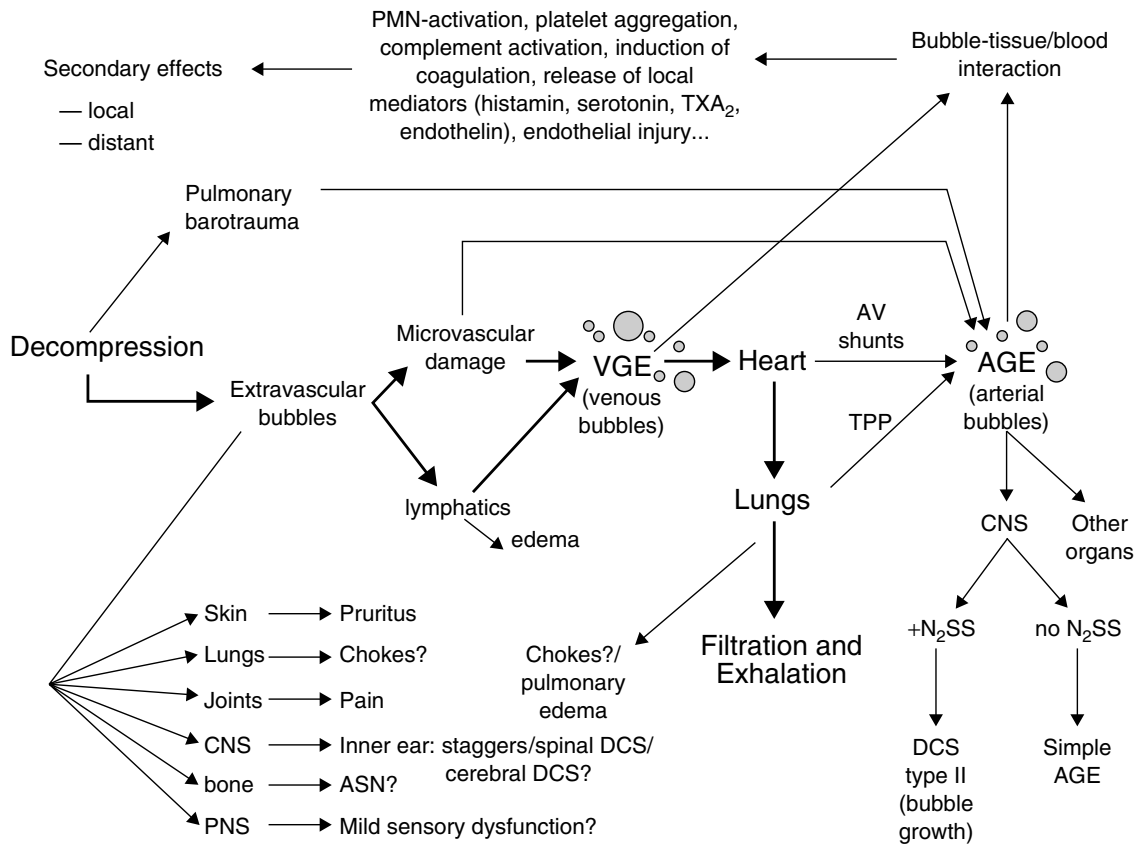 PMN-activation, platelet aggregation,
complement activation, induction of
coagulation, release of local
mediators (histamin, serotonin, TXA₂,
endothelin), endothelial injury...
Bubble-tissue/blood
interaction
Secondary effects
— local
— distant
Pulmonary
barotrauma
Decompression
Extravascular
bubbles
Microvascular
damage
VGE
(venous
bubbles)
Heart
AV
shunts
AGE
(arterial
bubbles)
TPP
lymphatics
edema
Lungs
CNS
Other
organs
Filtration and
Exhalation
Chokes?/
pulmonary
edema
+N₂SS
no N₂SS
DCS
type II
(bubble
growth)
Simple
AGE
Skin
Pruritus
Lungs
Chokes?
Joints
Pain
CNS
Inner ear: staggers/spinal DCS/
cerebral DCS?
bone
ASN?
PNS
Mild sensory dysfunction?